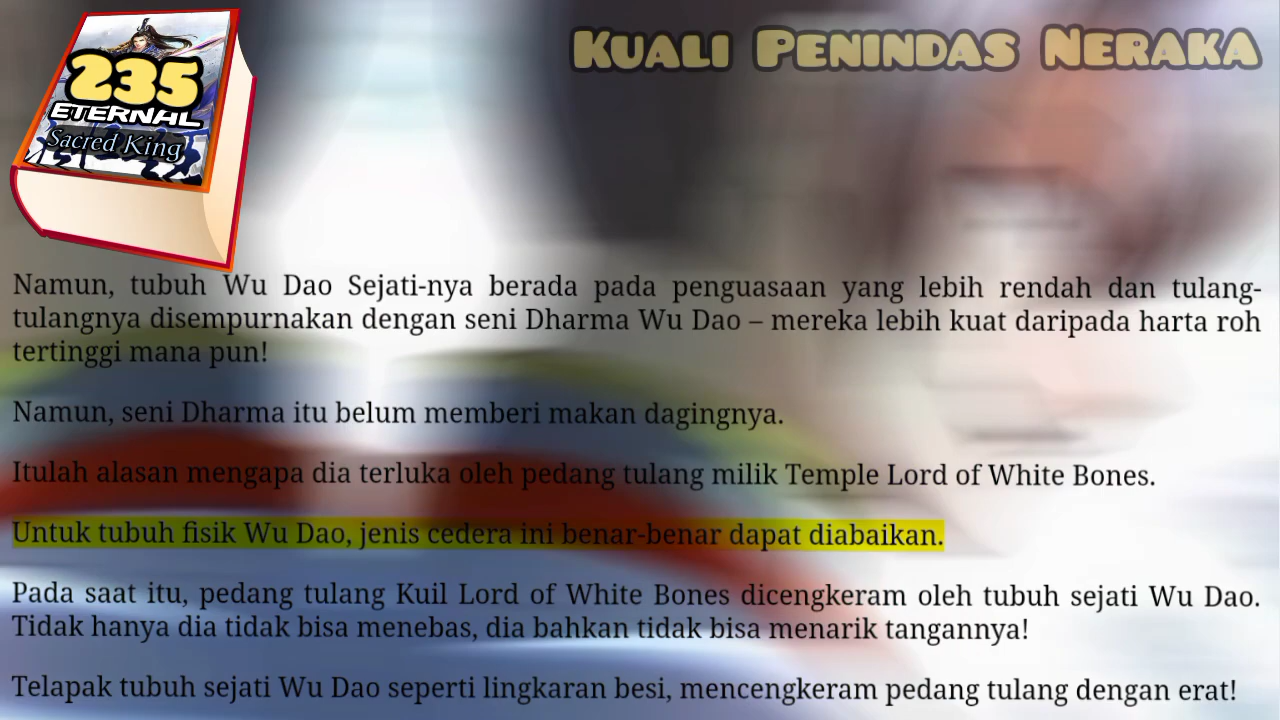 Kuali Penindas Neraka
235
ETERNAL
Sacred King
Namun, tubuh Wu Dao Sejati-nya berada pada penguasaan yang lebih rendah dan tulang-
tulangnya disempurnakan dengan seni Dharma Wu Dao – mereka lebih kuat daripada harta roh
tertinggi mana pun!
Namun, seni Dharma itu belum memberi makan dagingnya.
Itulah alasan mengapa dia terluka oleh pedang tulang milik Temple Lord of White Bones.
Untuk tubuh fisik Wu Dao, jenis cedera ini benar-benar dapat diabaikan.
Pada saat itu, pedang tulang Kuil Lord of White Bones dicengkeram oleh tubuh sejati Wu Dao.
Tidak hanya dia tidak bisa menebas, dia bahkan tidak bisa menarik tangannya!
Telapak tubuh sejati Wu Dao seperti lingkaran besi, mencengkeram pedang tulang dengan erat!